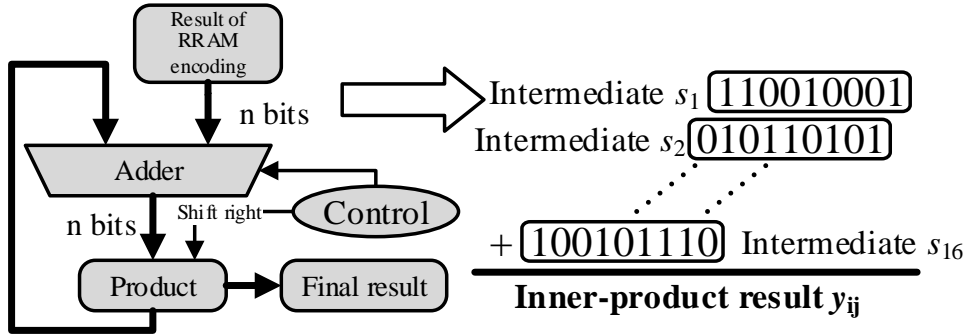 Result of
RRAM
encoding
n bits
Adder
n bits
Shift right
Control
Product
Final result
Intermediate s1 110010001
Intermediate s2 010110101
+ 100101110 Intermediate s16
Inner-product result yij